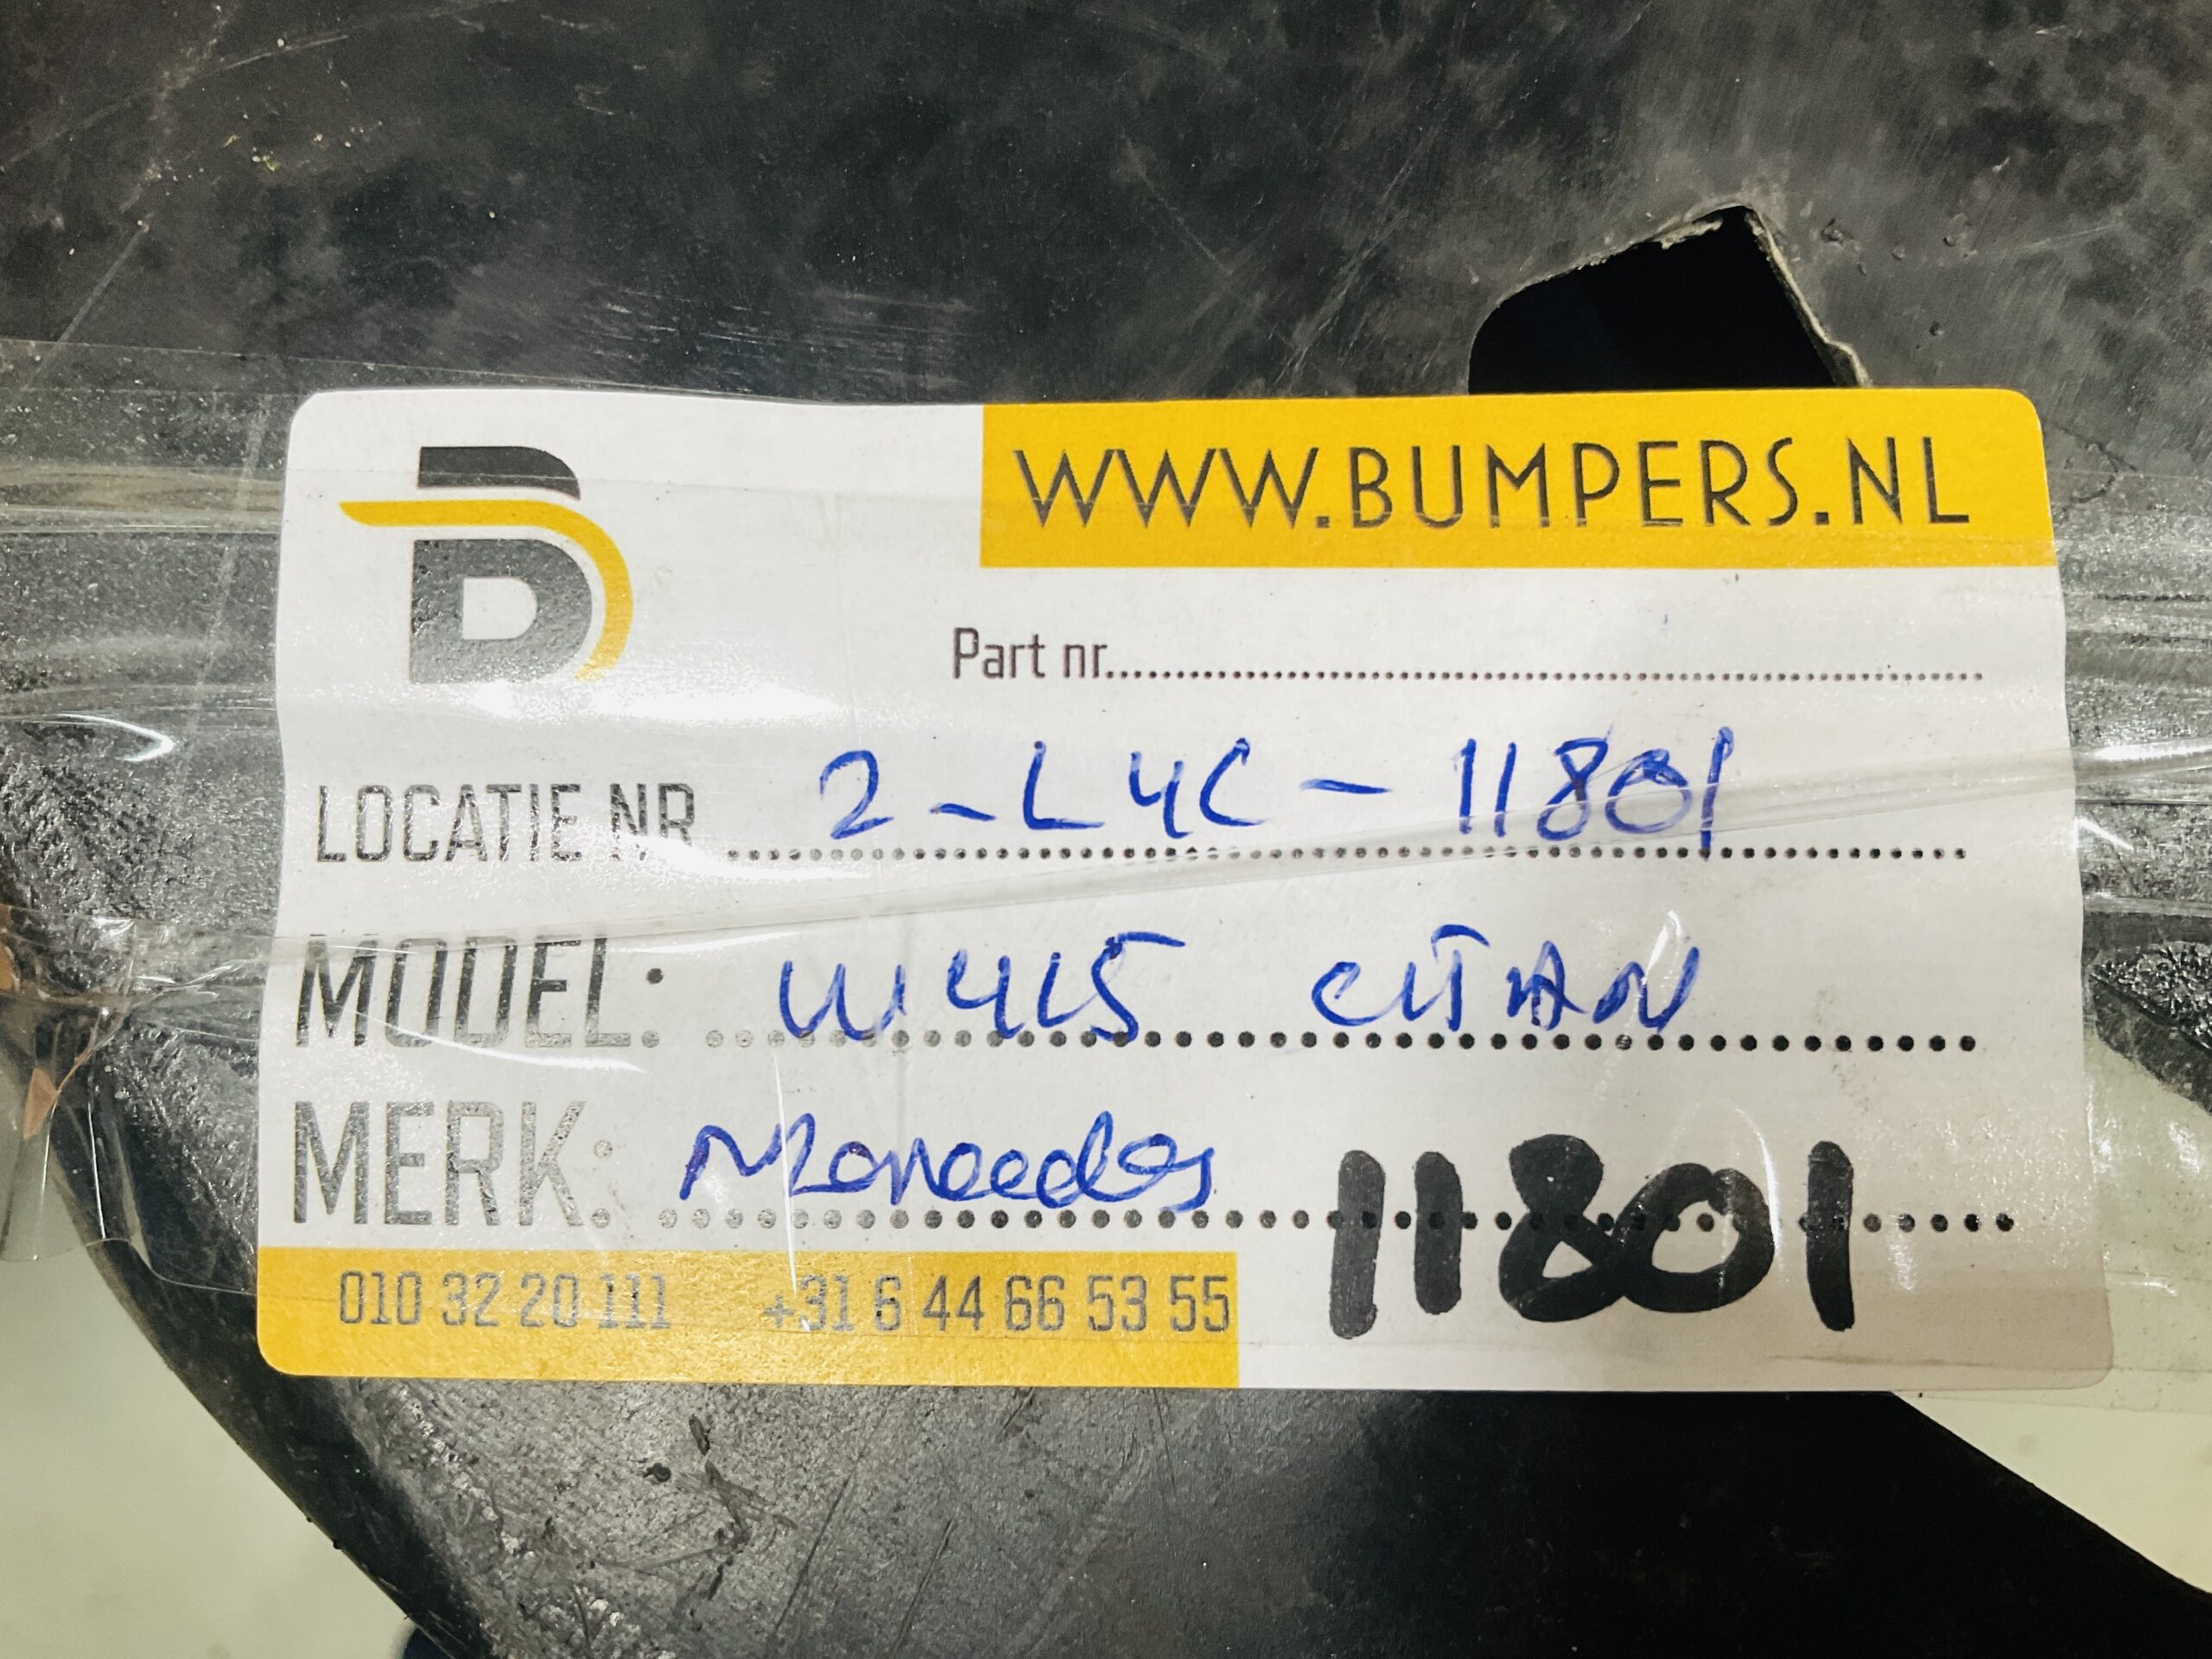 B
WWW.BUMPERS.NL
Part nr..............................
LOCATIE NR 2-L4C-11801
MODEL: W415 CITAN
MERK: Mercedes 11801
010 32 20 111 +31 6 44 66 53 55